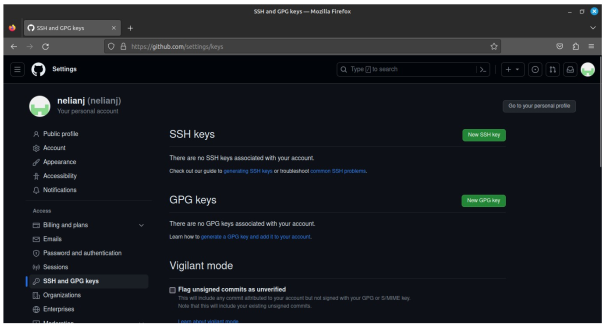 SSH and GPG keys — Mozilla Firefox
SSH and GPG keys
https://github.com/settings/keys
Settings
Type / to search
nelianj (nelianj)
Your personal account
Go to your personal profile
Public profile
Account
Appearance
Accessibility
Notifications
Access
Billing and plans
Emails
Password and authentication
Sessions
SSH and GPG keys
Organizations
Enterprises
Moderation
SSH keys
New SSH key
There are no SSH keys associated with your account.
Check out our guide to generating SSH keys or troubleshoot common SSH problems.
GPG keys
New GPG key
There are no GPG keys associated with your account.
Learn how to generate a GPG key and add it to your account.
Vigilant mode
Flag unsigned commits as unverified
This will include any commit attributed to your account but not signed with your GPG or S/MIME key.
Note that this will include your existing unsigned commits.
Learn about vigilant mode.